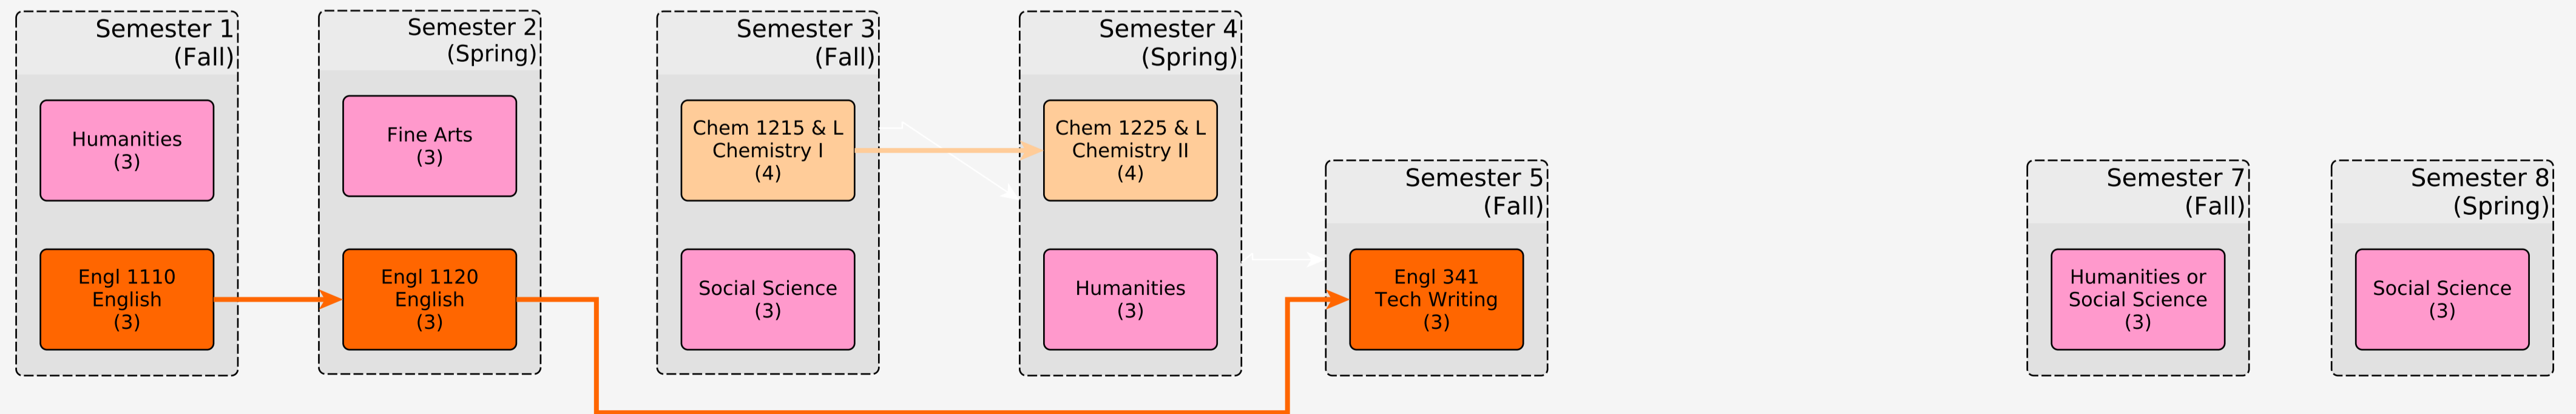 Semester 1
(Fall)
Humanities
(3)
Engl 1110
English
(3)
Semester 2
(Spring)
Fine Arts
(3)
Engl 1120
English
(3)
Semester 3
(Fall)
Chem 1215 & L
Chemistry I
(4)
Social Science
(3)
Semester 4
(Spring)
Chem 1225 & L
Chemistry II
(4)
Humanities
(3)
Semester 5
(Fall)
Engl 341
Tech Writing
(3)
Semester 7
(Fall)
Humanities or
Social Science
(3)
Semester 8
(Spring)
Social Science
(3)